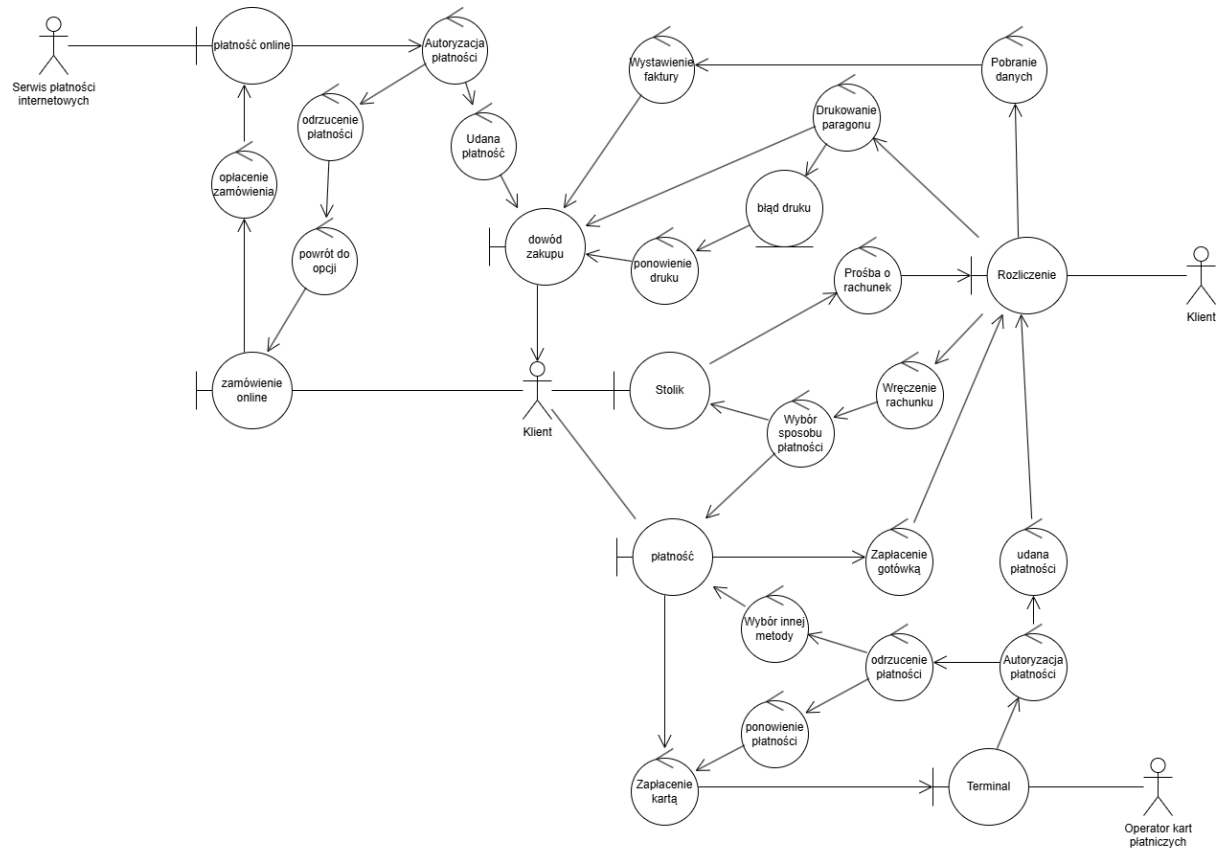 płatność online
Autoryzacja
płatności
Wystawienie
faktury
Pobranie
danych
Serwis płatności
internetowych
odrzucenie
płatności
Drukowanie
paragonu
Udana
płatność
opłacenie
zamówienia
błąd druku
dowód
zakupu
powrót do
opcji
ponowienie
druku
Prośba o
rachunek
Rozliczenie
Klient
zamówienie
online
Klient
Stolik
Wręczenie
rachunku
Wybór
sposobu
płatności
płatność
Zapłacenie
gotówką
udana
płatności
Wybór innej
metody
odrzucenie
płatności
Autoryzacja
płatności
ponowienie
płatności
Zapłacenie
kartą
Terminal
Operator kart
płatniczych